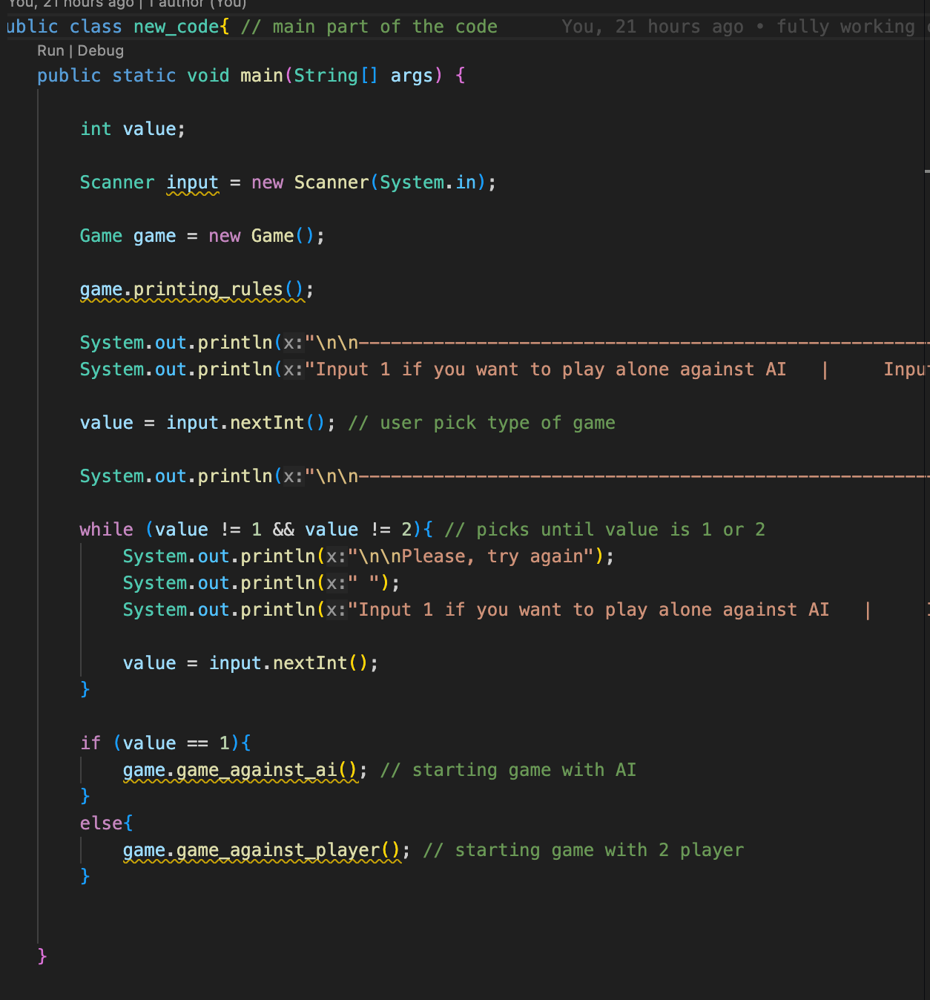 You, 21 hours ago | 1 author (You)
ublic class new_code{ // main part of the code You, 21 hours ago • fully working
Run | Debug
public static void main(String[] args) {
int value;
Scanner input = new Scanner(System.in);
Game game = new Game();
game.printing_rules();
System.out.println(x:"\n\n—————————————————————————————————————————————————————
System.out.println(x:"Input 1 if you want to play alone against AI   |     Inpu
value = input.nextInt(); // user pick type of game
System.out.println(x:"\n\n—————————————————————————————————————————————————————
while (value != 1 && value != 2){ // picks until value is 1 or 2
System.out.println(x:"\n\nPlease, try again");
System.out.println(x:" ");
System.out.println(x:"Input 1 if you want to play alone against AI   |
value = input.nextInt();
}
if (value == 1){
game.game_against_ai(); // starting game with AI
}
else{
game.game_against_player(); // starting game with 2 player
}
}